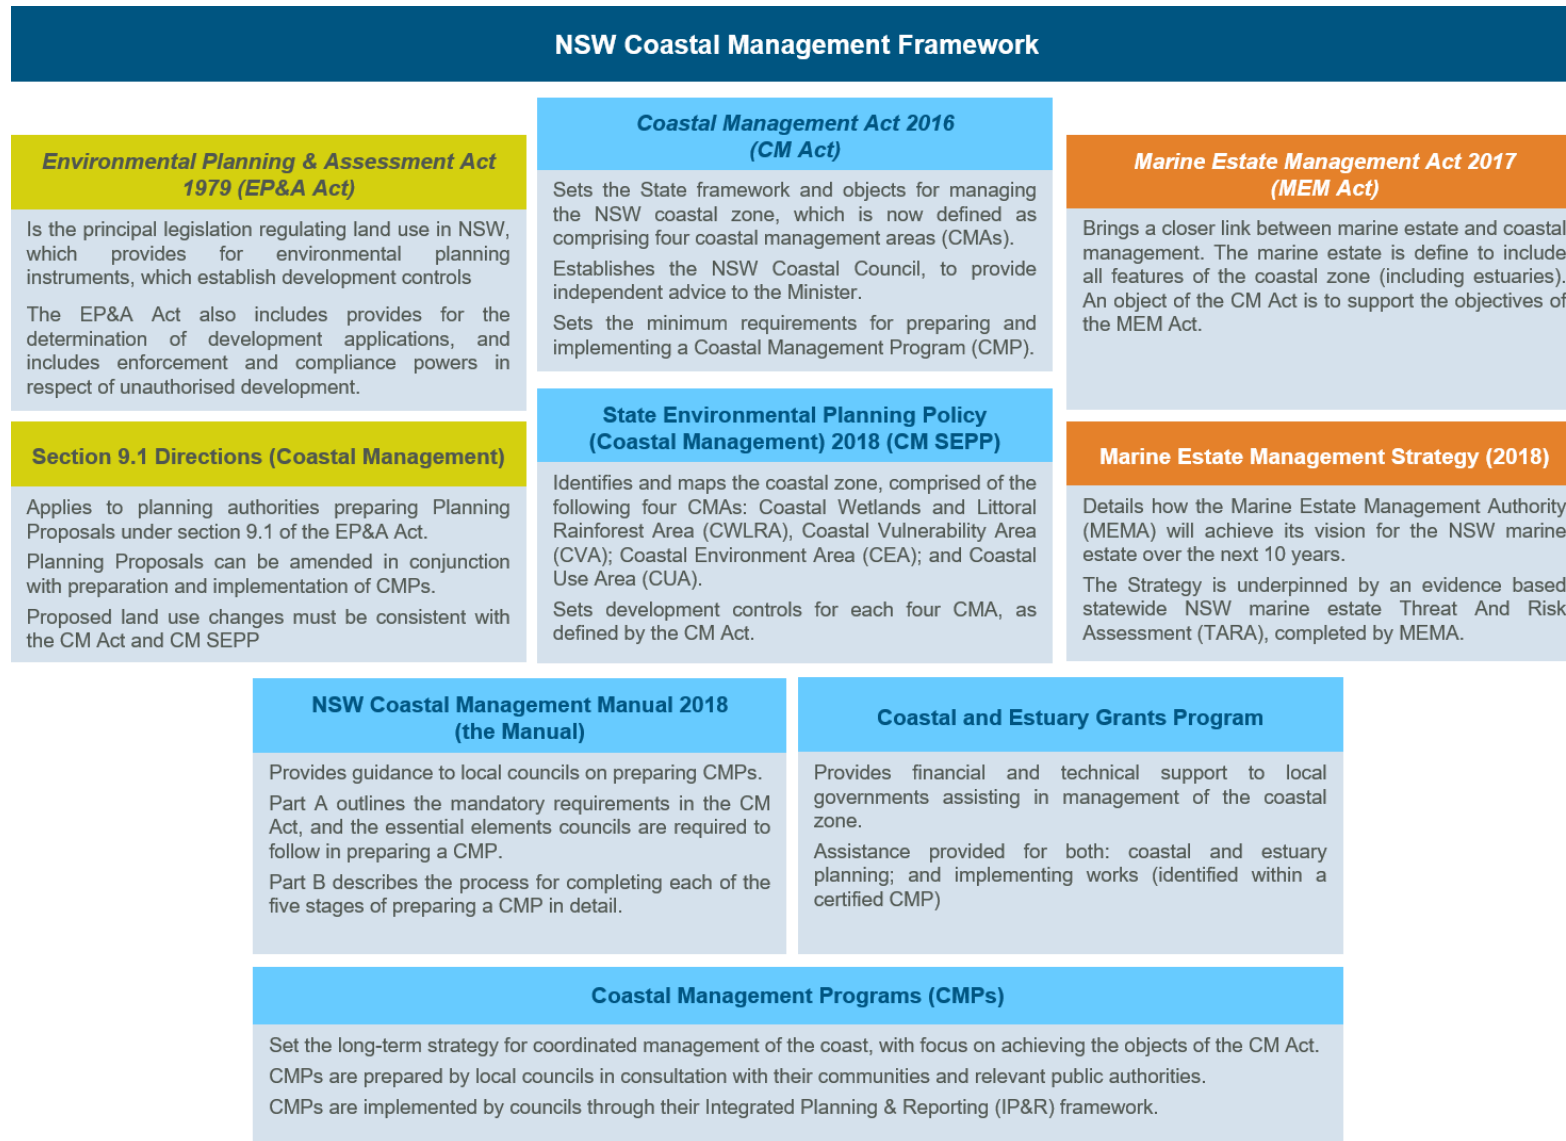 NSW Coastal Management Framework
Environmental Planning & Assessment Act
1979 (EP&A Act)
Is the principal legislation regulating land use in NSW,
which provides for environmental planning
instruments, which establish development controls
The EP&A Act also includes provides for the
determination of development applications, and
includes enforcement and compliance powers in
respect of unauthorised development.
Coastal Management Act 2016
(CM Act)
Sets the State framework and objects for managing
the NSW coastal zone, which is now defined as
comprising four coastal management areas (CMAs).
Establishes the NSW Coastal Council, to provide
independent advice to the Minister.
Sets the minimum requirements for preparing and
implementing a Coastal Management Program (CMP).
Marine Estate Management Act 2017
(MEM Act)
Brings a closer link between marine estate and coastal
management. The marine estate is define to include
all features of the coastal zone (including estuaries).
An object of the CM Act is to support the objectives of
the MEM Act.
Section 9.1 Directions (Coastal Management)
Applies to planning authorities preparing Planning
Proposals under section 9.1 of the EP&A Act.
Planning Proposals can be amended in conjunction
with preparation and implementation of CMPs.
Proposed land use changes must be consistent with
the CM Act and CM SEPP
State Environmental Planning Policy
(Coastal Management) 2018 (CM SEPP)
Identifies and maps the coastal zone, comprised of the
following four CMAs: Coastal Wetlands and Littoral
Rainforest Area (CWLRA), Coastal Vulnerability Area
(CVA); Coastal Environment Area (CEA); and Coastal
Use Area (CUA).
Sets development controls for each four CMA, as
defined by the CM Act.
Marine Estate Management Strategy (2018)
Details how the Marine Estate Management Authority
(MEMA) will achieve its vision for the NSW marine
estate over the next 10 years.
The Strategy is underpinned by an evidence based
statewide NSW marine estate Threat And Risk
Assessment (TARA), completed by MEMA.
NSW Coastal Management Manual 2018
(the Manual)
Provides guidance to local councils on preparing CMPs.
Part A outlines the mandatory requirements in the CM
Act, and the essential elements councils are required to
follow in preparing a CMP.
Part B describes the process for completing each of the
five stages of preparing a CMP in detail.
Coastal and Estuary Grants Program
Provides financial and technical support to local
governments assisting in management of the coastal
zone.
Assistance provided for both: coastal and estuary
planning; and implementing works (identified within a
certified CMP)
Coastal Management Programs (CMPs)
Set the long-term strategy for coordinated management of the coast, with focus on achieving the objects of the CM Act.
CMPs are prepared by local councils in consultation with their communities and relevant public authorities.
CMPs are implemented by councils through their Integrated Planning & Reporting (IP&R) framework.